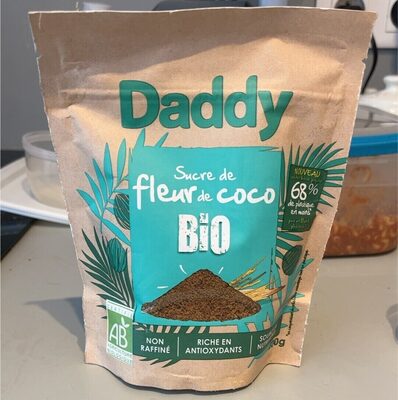 Daddy
Sucre de
fleur de coco
BiO
NOUVEAU
68%
de plastique
en moins
AB
NON
RAFFINÉ
RICHE EN
ANTIOXYDANTS